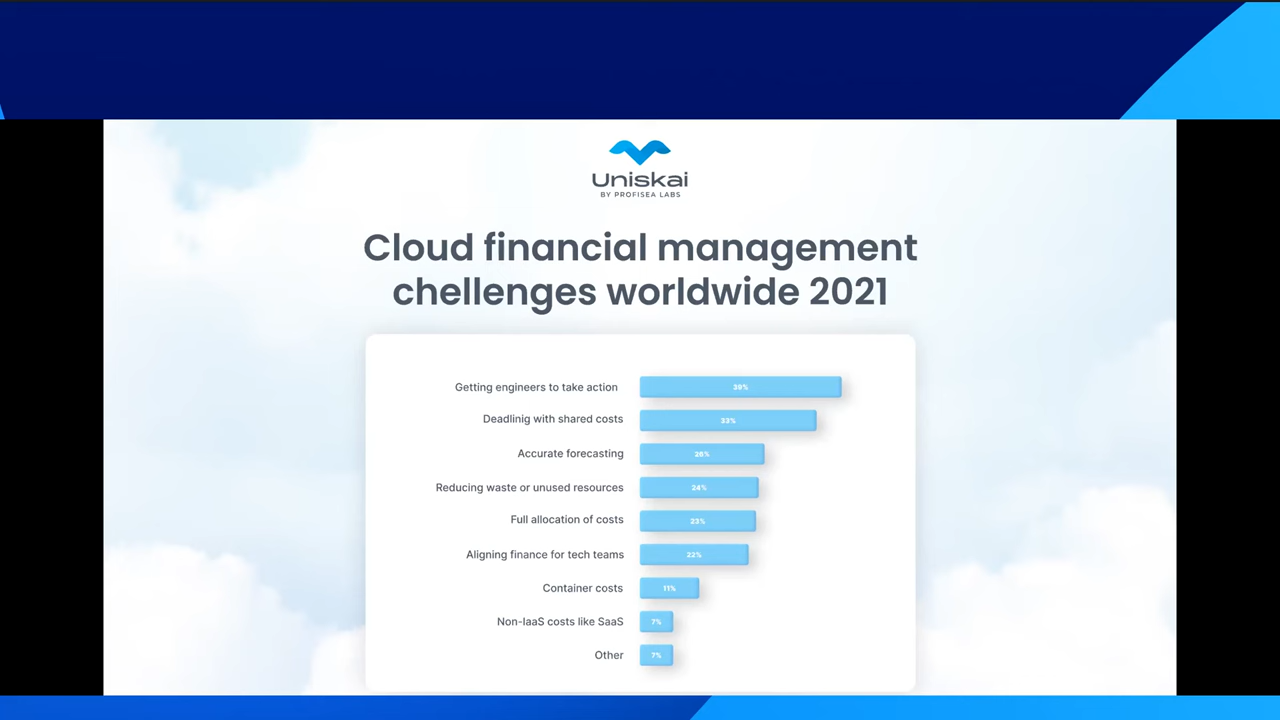 Uniskai
BY PROFISEA LABS
Cloud financial management
chellenges worldwide 2021
Getting engineers to take action 39%
Deadlinig with shared costs 33%
Accurate forecasting 26%
Reducing waste or unused resources 24%
Full allocation of costs 23%
Aligning finance for tech teams 22%
Container costs 11%
Non-IaaS costs like SaaS 7%
Other 7%